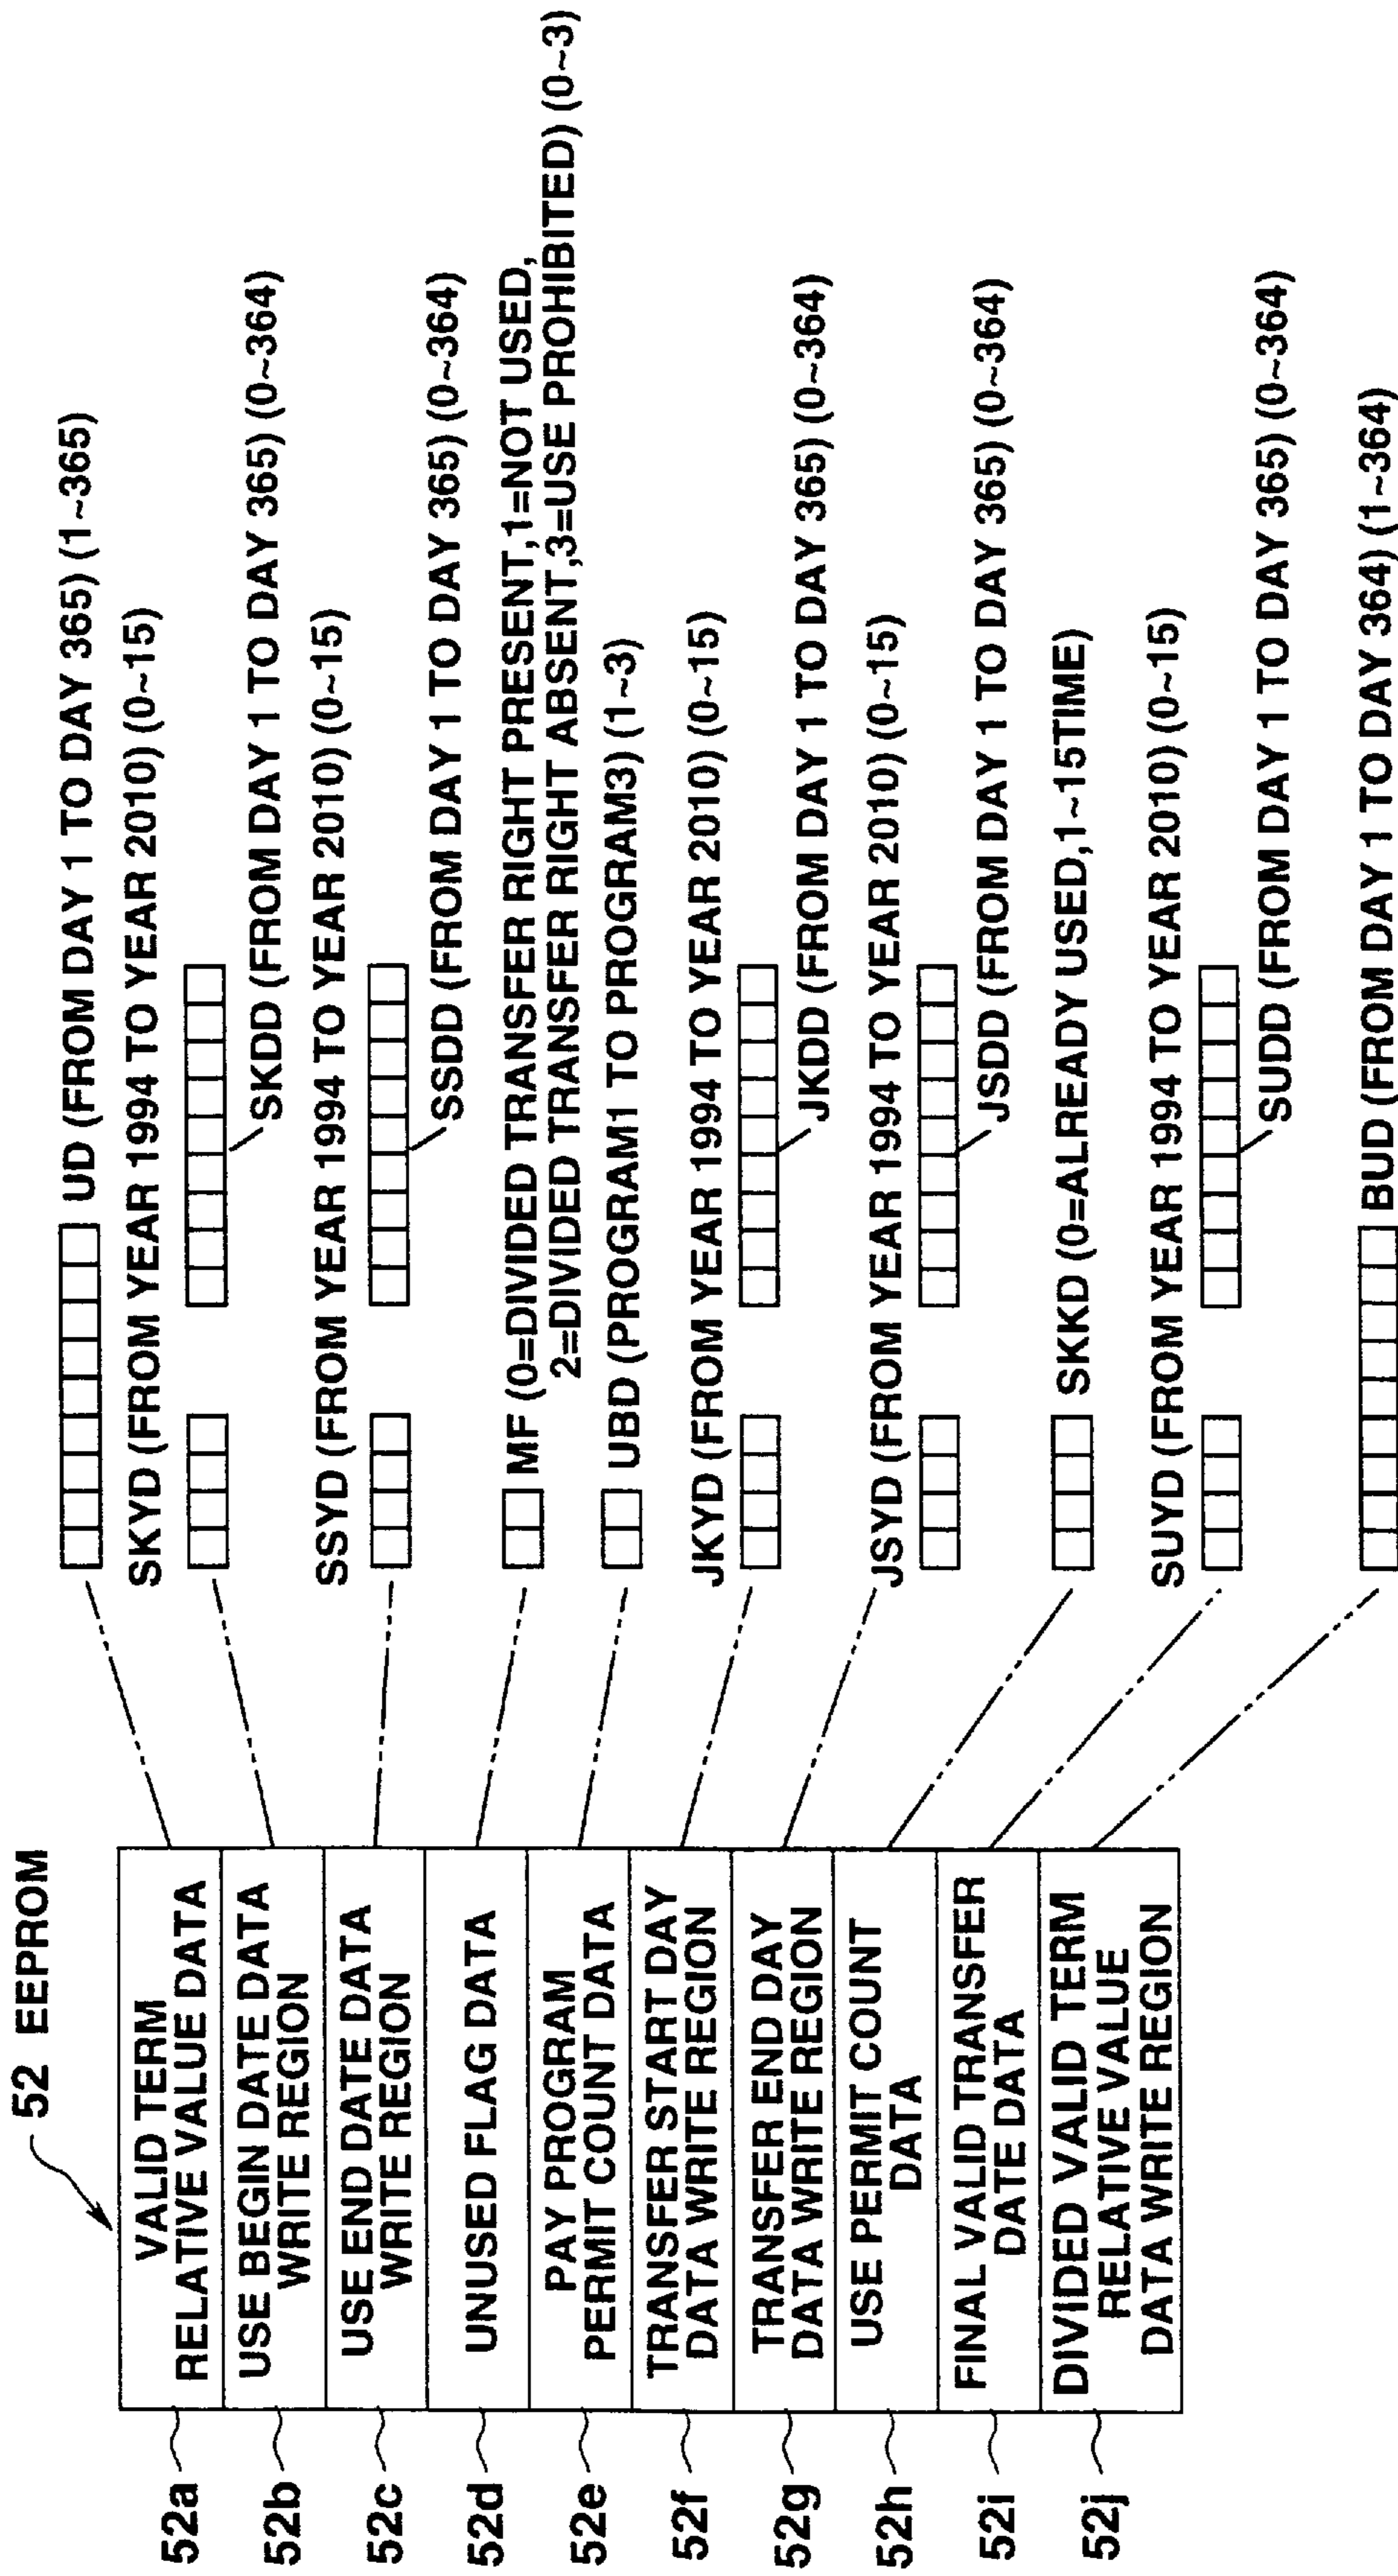 52 EEPROM
52a
VALID TERM
RELATIVE VALUE DATA
UD (FROM DAY 1 TO DAY 365) (1~365)
52b
USE BEGIN DATE DATA
WRITE REGION
SKYD (FROM YEAR 1994 TO YEAR 2010) (0~15)
SKDD (FROM DAY 1 TO DAY 365) (0~364)
52c
USE END DATE DATA
WRITE REGION
SSYD (FROM YEAR 1994 TO YEAR 2010) (0~15)
SSDD (FROM DAY 1 TO DAY 365) (0~364)
52d
UNUSED FLAG DATA
MF (0=DIVIDED TRANSFER RIGHT PRESENT,1=NOT USED,
2=DIVIDED TRANSFER RIGHT ABSENT,3=USE PROHIBITED) (0~3)
52e
PAY PROGRAM
PERMIT COUNT DATA
UBD (PROGRAM1 TO PROGRAM3) (1~3)
52f
TRANSFER START DAY
DATA WRITE REGION
JKYD (FROM YEAR 1994 TO YEAR 2010) (0~15)
JKDD (FROM DAY 1 TO DAY 365) (0~364)
52g
TRANSFER END DAY
DATA WRITE REGION
JSYD (FROM YEAR 1994 TO YEAR 2010) (0~15)
JSDD (FROM DAY 1 TO DAY 365) (0~364)
52h
USE PERMIT COUNT
DATA
SKKD (0=ALREADY USED,1~15TIME)
52i
FINAL VALID TRANSFER
DATE DATA
SUYD (FROM YEAR 1994 TO YEAR 2010) (0~15)
SUDD (FROM DAY 1 TO DAY 365) (0~364)
52j
DIVIDED VALID TERM
RELATIVE VALUE
DATA WRITE REGION
BUD (FROM DAY 1 TO DAY 364) (1~364)